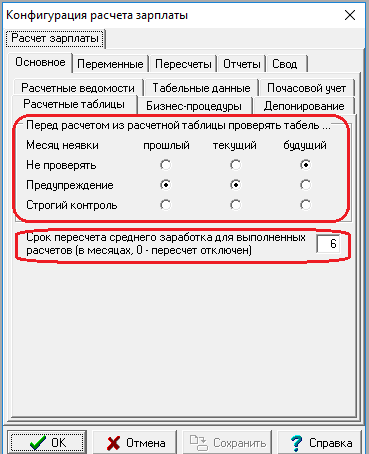 Конфигурация расчета зарплаты
Расчет зарплаты
Основное Переменные Пересчеты Отчеты Свод
Расчетные ведомости Табельные данные Почасовой учет
Расчетные таблицы Бизнес-процедуры Депонирование
Перед расчетом из расчетной таблицы проверять табель ...
Месяц неявки прошлый текущий будущий
Не проверять
Предупреждение
Строгий контроль
Срок пересчета среднего заработка для выполненных
расчетов (в месяцах, 0 - пересчет отключен) 6
OK Отмена Сохранить ? Справка